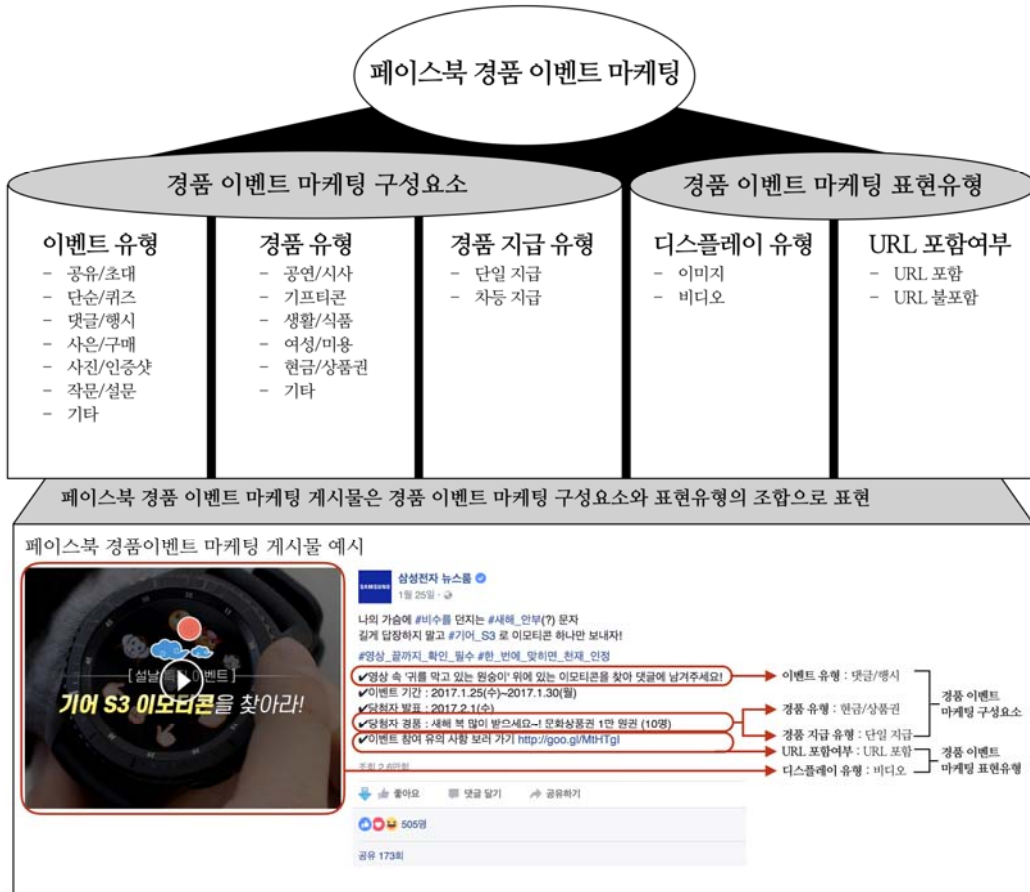 페이스북 경품 이벤트 마케팅
경품 이벤트 마케팅 구성요소
경품 이벤트 마케팅 표현유형
이벤트 유형
- 공유/초대
- 단순/퀴즈
- 댓글/행시
- 사은/구매
- 사진/인증샷
- 작문/설문
- 기타
경품 유형
- 공연/시사
- 기프티콘
- 생활/식품
- 여성/미용
- 현금/상품권
- 기타
경품 지급 유형
- 단일 지급
- 차등 지급
디스플레이 유형
- 이미지
- 비디오
URL 포함여부
- URL 포함
- URL 불포함
페이스북 경품 이벤트 마케팅 게시물은 경품 이벤트 마케팅 구성요소와 표현유형의 조합으로 표현
페이스북 경품이벤트 마케팅 게시물 예시
[ 설날 이벤트 ]
기어 S3 이모티콘을 찾아라!
SAMSUNG
삼성전자 뉴스룸
1월 25일 ·
나의 가슴에 #비수를 던지는 #새해_안부(?) 문자
길게 답장하지 말고 #기어_S3 로 이모티콘 하나만 보내자!
#영상_끝까지_확인_필수 #한_번에_맞히면_천재_인정
✔영상 속 '귀를 막고 있는 원숭이' 위에 있는 이모티콘을 찾아 댓글에 남겨주세요!
✔이벤트 기간 : 2017.1.25(수)~2017.1.30(월)
✔당첨자 발표 : 2017.2.1(수)
✔당첨자 경품 : 새해 복 많이 받으세요~! 문화상품권 1만 원권 (10명)
✔이벤트 참여 유의 사항 보러 가기 http://goo.gl/MtHTgl
조회 2.6만회
좋아요 댓글 달기 공유하기
505명
공유 173회
이벤트 유형 : 댓글/행시
경품 유형 : 현금/상품권
경품 지급 유형 : 단일 지급
경품 이벤트
마케팅 구성요소
URL 포함여부 : URL 포함
디스플레이 유형 : 비디오
경품 이벤트
마케팅 표현유형